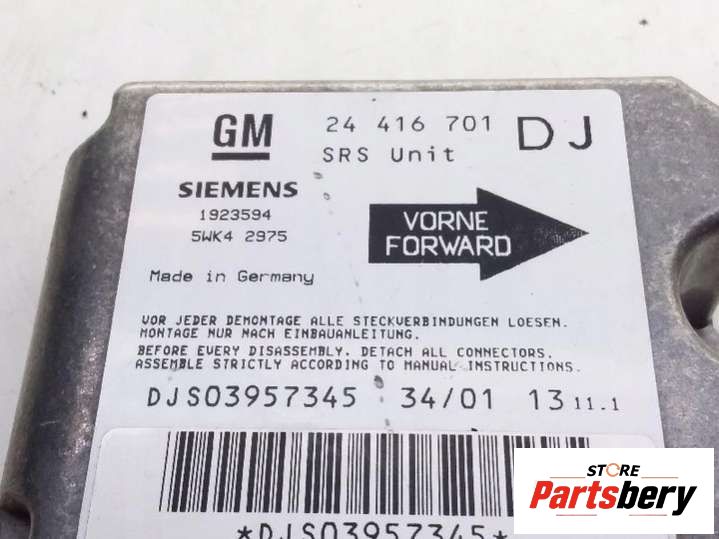 GM 24 416 701 DJ
SRS Unit
SIEMENS
1923594
5WK4 2975
VORNE
FORWARD
Made in Germany
VOR JEDER DEMONTAGE ALLE STECKVERBINDUNGEN LOESEN.
MONTAGE NUR NACH EINBAUANLEITUNG.
BEFORE EVERY DISASSEMBLY. DETACH ALL CONNECTORS.
ASSEMBLE STRICTLY ACCORDING TO MANUAL INSTRUCTIONS.
DJS03957345 34/01 13 11.1
*DJS03957345*
STORE
Partsbery